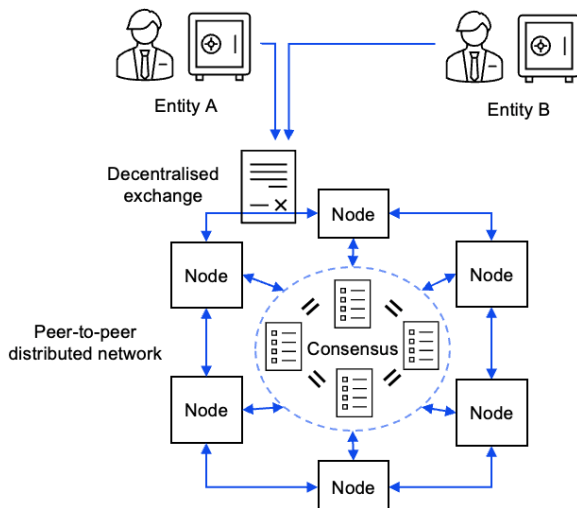 Entity A
Entity B
Decentralised
exchange
Node
Node
Node
Peer-to-peer
distributed network
Consensus
Node
Node
Node